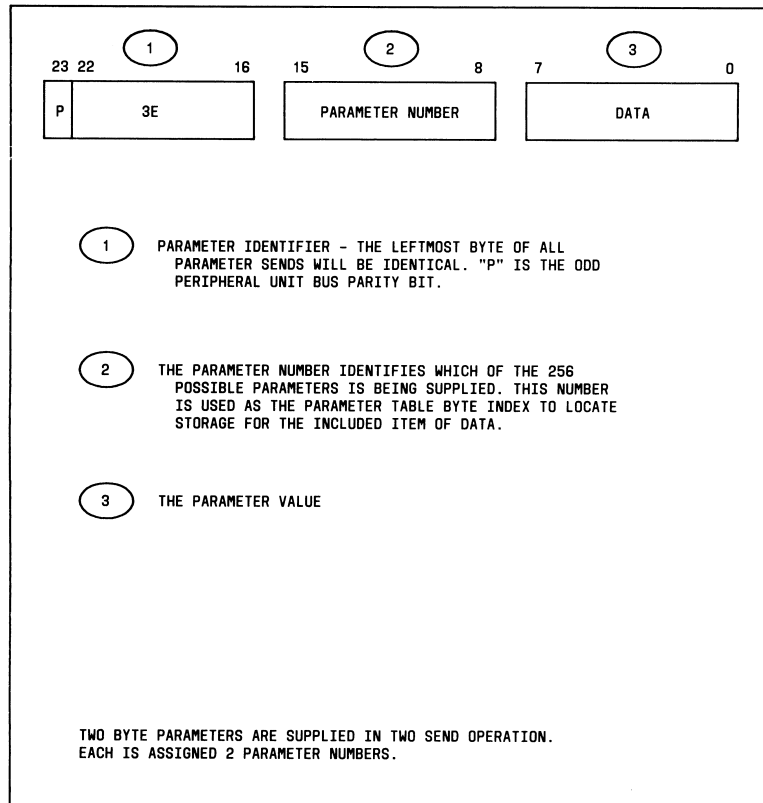 1 2 3
23 22 16 15 8 7 0
P 3E PARAMETER NUMBER DATA
1 PARAMETER IDENTIFIER - THE LEFTMOST BYTE OF ALL
PARAMETER SENDS WILL BE IDENTICAL. "P" IS THE ODD
PERIPHERAL UNIT BUS PARITY BIT.
2 THE PARAMETER NUMBER IDENTIFIES WHICH OF THE 256
POSSIBLE PARAMETERS IS BEING SUPPLIED. THIS NUMBER
IS USED AS THE PARAMETER TABLE BYTE INDEX TO LOCATE
STORAGE FOR THE INCLUDED ITEM OF DATA.
3 THE PARAMETER VALUE
TWO BYTE PARAMETERS ARE SUPPLIED IN TWO SEND OPERATION.
EACH IS ASSIGNED 2 PARAMETER NUMBERS.